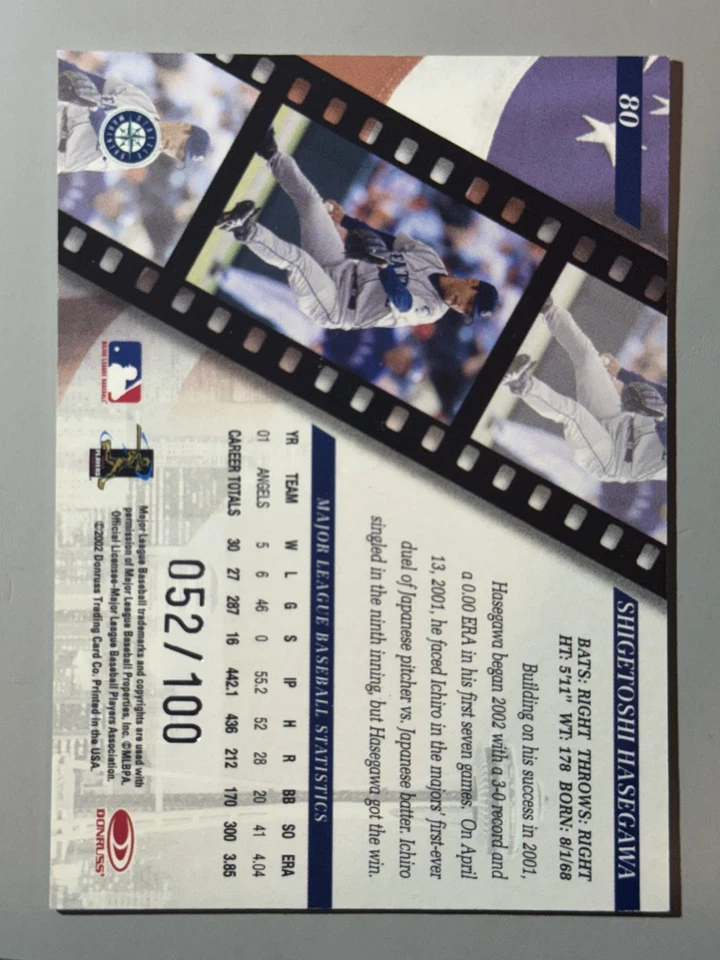 80
SHIGETOSHI HASEGAWA
BATS: RIGHT THROWS: RIGHT
HT: 5'11" WT: 178 BORN: 8/1/68
Building on his success in 2001,
Hasegawa began 2002 with a 3-0 record and
a 0.00 ERA in his first seven games. On April
13, 2001, he faced Ichiro in the majors' first-ever
duel of Japanese pitcher vs. Japanese batter. Ichiro
singled in the ninth inning, but Hasegawa got the win.
MAJOR LEAGUE BASEBALL STATISTICS
YR TEAM W L G S IP H R BB SO ERA
01 ANGELS 5 6 46 0 55.2 52 28 20 41 4.04
CAREER TOTALS 30 27 287 16 442.1 436 212 170 300 3.85
052/100
Major League Baseball trademarks and copyrights are used with
permission of Major League Baseball Properties, Inc. ©MLBPA
Official Licensee-Major League Baseball Players Association.
©2002 Donruss Trading Card Co. Printed in the USA.
DONRUSS
MAJOR LEAGUE BASEBALL
SEATTLE MARINERS